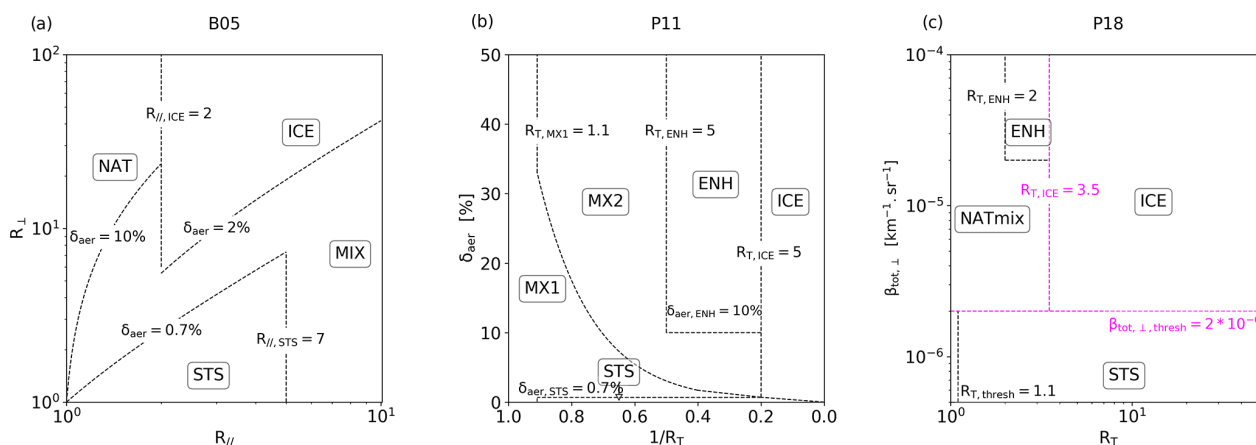 (a)
B05
10²
R//,ICE = 2
ICE
NAT
R⊥
10¹
δaer = 10%
δaer = 2%
MIX
δaer = 0.7%
R//,STS = 7
STS
10⁰
10⁰
10¹
R//
(b)
P11
50
40
RT,MX1 = 1.1
RT,ENH = 5
ENH
δaer [%]
30
MX2
ICE
RT,ICE = 5
20
MX1
δaer,ENH = 10%
10
STS
δaer,STS = 0.7%
0
1.0
0.8
0.6
0.4
0.2
0.0
1/RT
(c)
P18
10⁻⁴
RT,ENH = 2
ENH
RT,ICE = 3.5
βtot,⊥ [km⁻¹.sr⁻¹]
10⁻⁵
NATmix
ICE
βtot,⊥,thresh = 2 * 10⁻⁶
10⁻⁶
STS
RT,thresh = 1.1
10⁰
10¹
RT